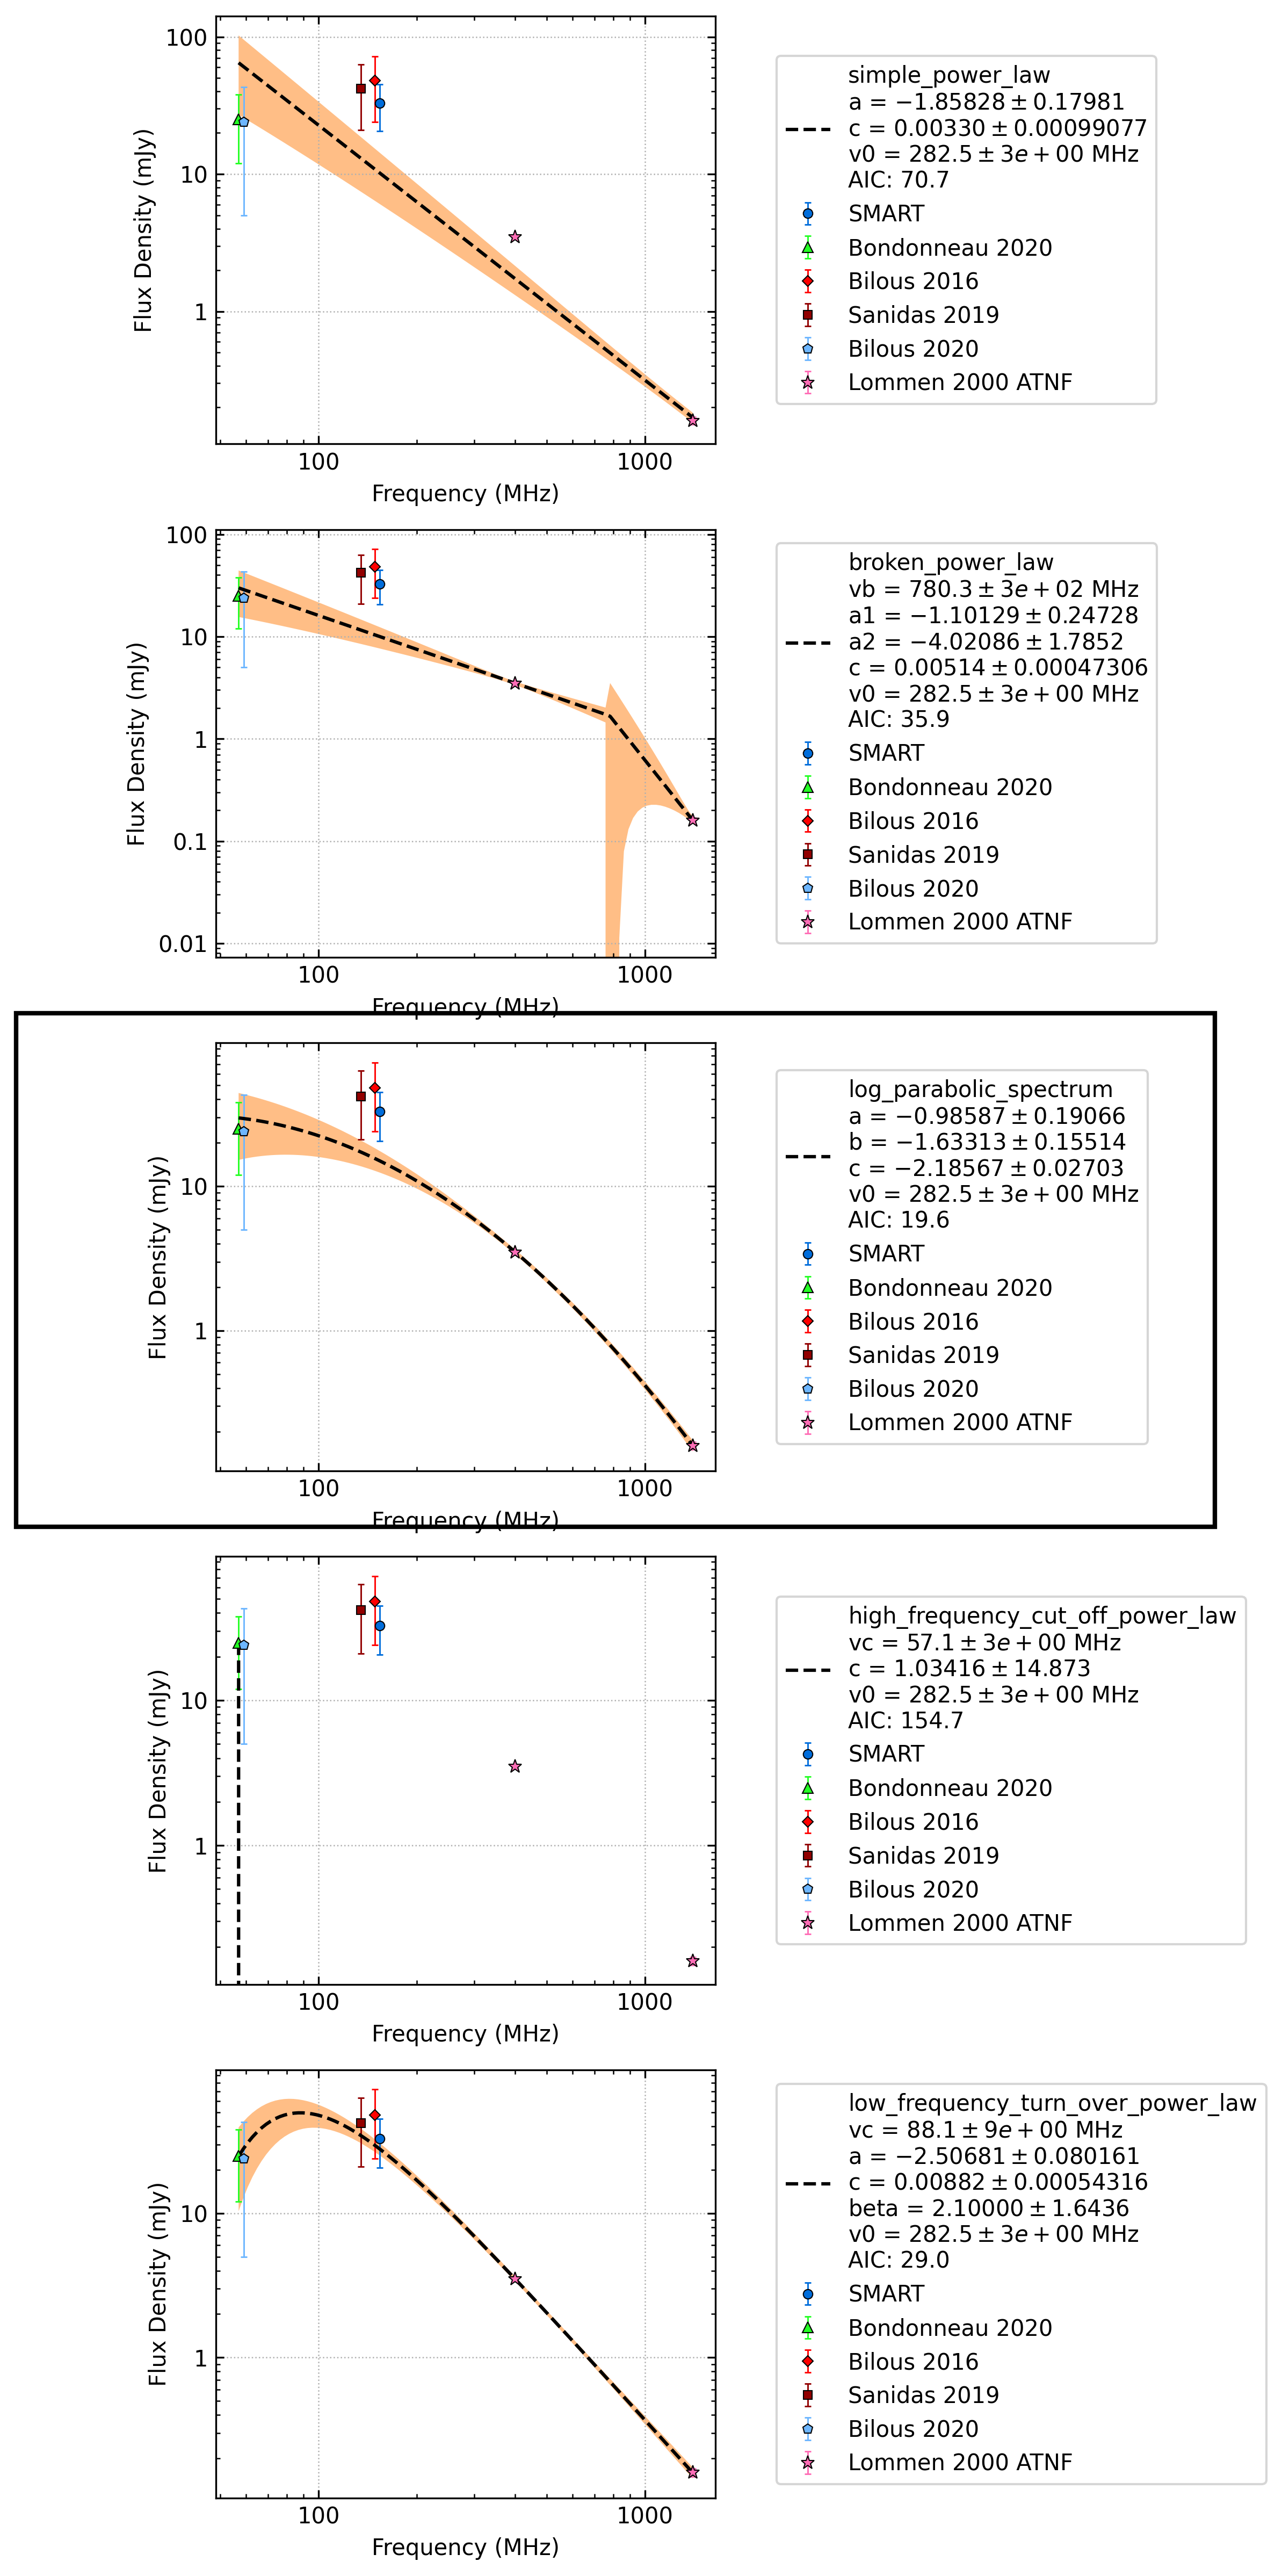 100
10
1
Flux Density (mJy)
100
1000
Frequency (MHz)
simple_power_law
a = −1.85828 ± 0.17981
c = 0.00330 ± 0.00099077
v0 = 282.5 ± 3e + 00 MHz
AIC: 70.7
SMART
Bondonneau 2020
Bilous 2016
Sanidas 2019
Bilous 2020
Lommen 2000 ATNF
100
10
1
0.1
0.01
Flux Density (mJy)
100
1000
Frequency (MHz)
broken_power_law
vb = 780.3 ± 3e + 02 MHz
a1 = −1.10129 ± 0.24728
a2 = −4.02086 ± 1.7852
c = 0.00514 ± 0.00047306
v0 = 282.5 ± 3e + 00 MHz
AIC: 35.9
SMART
Bondonneau 2020
Bilous 2016
Sanidas 2019
Bilous 2020
Lommen 2000 ATNF
10
1
Flux Density (mJy)
100
1000
Frequency (MHz)
log_parabolic_spectrum
a = −0.98587 ± 0.19066
b = −1.63313 ± 0.15514
c = −2.18567 ± 0.02703
v0 = 282.5 ± 3e + 00 MHz
AIC: 19.6
SMART
Bondonneau 2020
Bilous 2016
Sanidas 2019
Bilous 2020
Lommen 2000 ATNF
10
1
Flux Density (mJy)
100
1000
Frequency (MHz)
high_frequency_cut_off_power_law
vc = 57.1 ± 3e + 00 MHz
c = 1.03416 ± 14.873
v0 = 282.5 ± 3e + 00 MHz
AIC: 154.7
SMART
Bondonneau 2020
Bilous 2016
Sanidas 2019
Bilous 2020
Lommen 2000 ATNF
10
1
Flux Density (mJy)
100
1000
Frequency (MHz)
low_frequency_turn_over_power_law
vc = 88.1 ± 9e + 00 MHz
a = −2.50681 ± 0.080161
c = 0.00882 ± 0.00054316
beta = 2.10000 ± 1.6436
v0 = 282.5 ± 3e + 00 MHz
AIC: 29.0
SMART
Bondonneau 2020
Bilous 2016
Sanidas 2019
Bilous 2020
Lommen 2000 ATNF